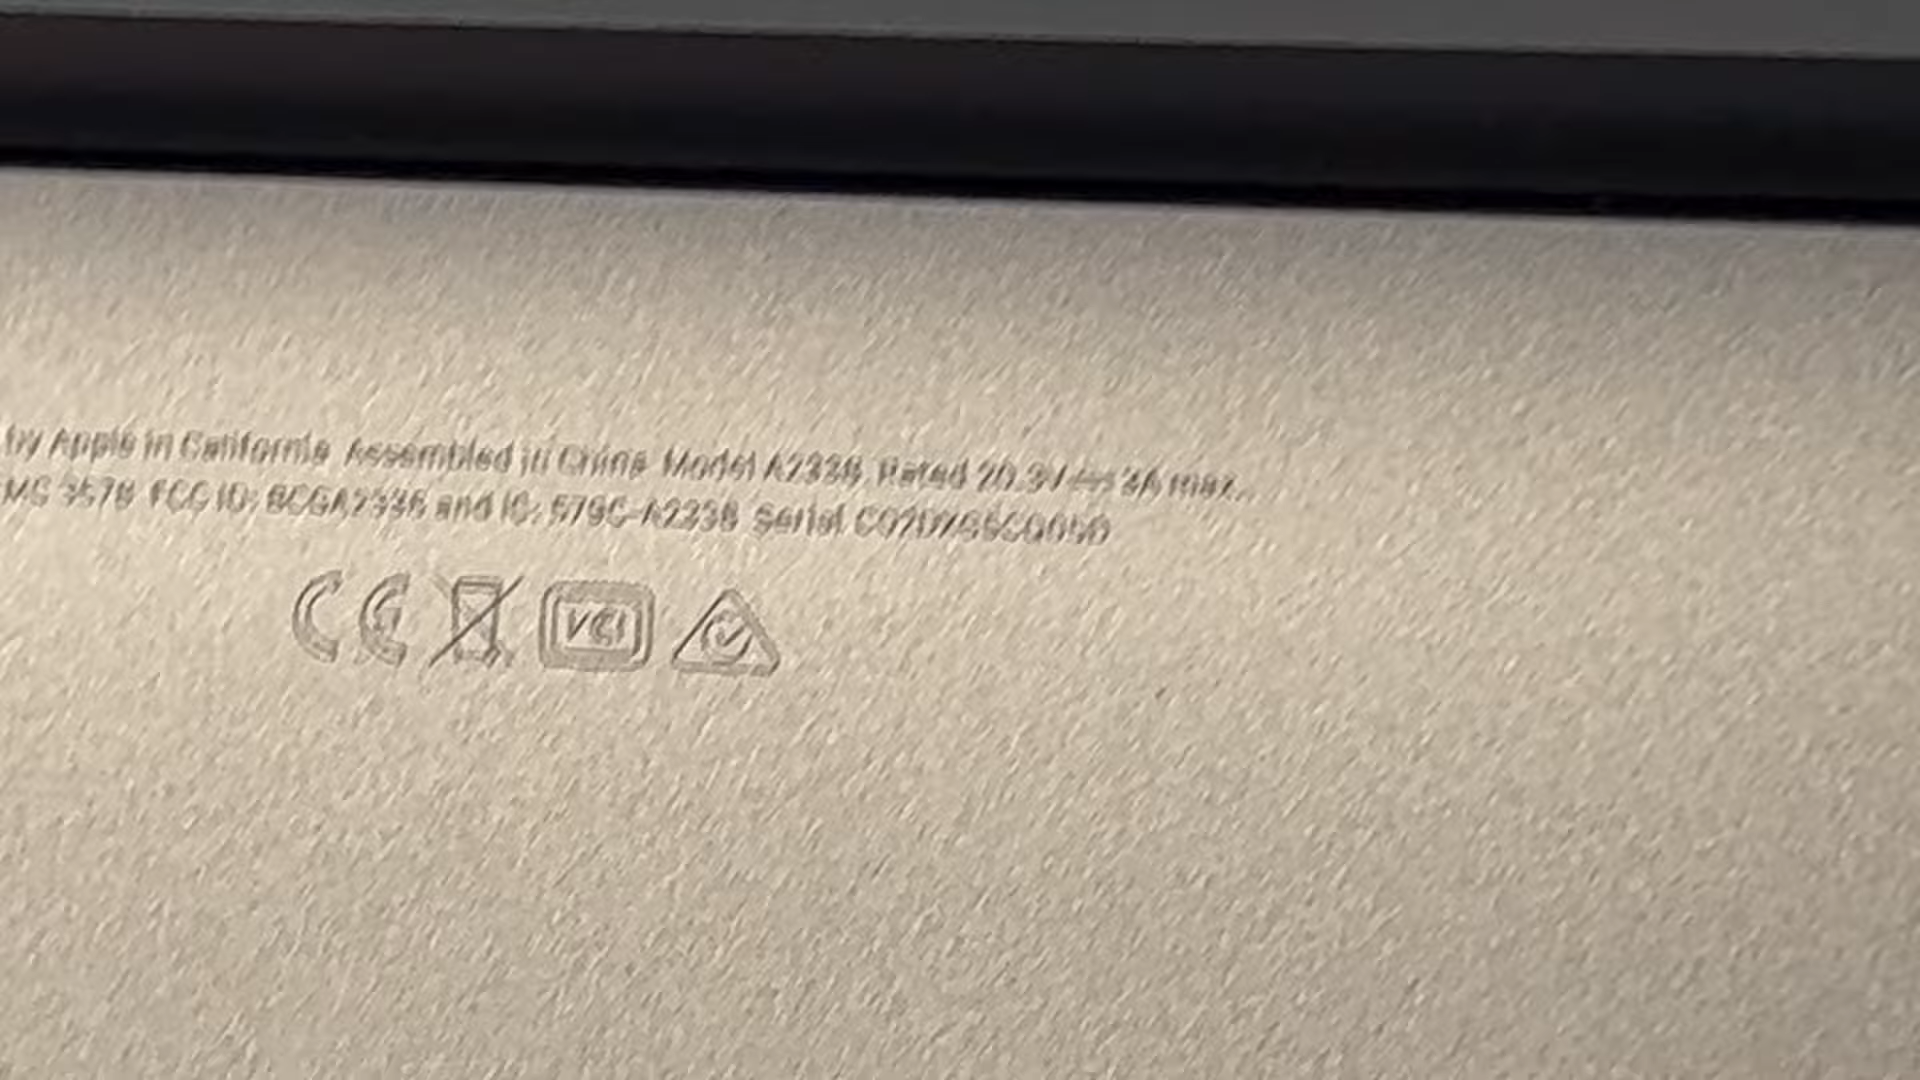 by Apple in California Assembled in China Model A2338 Rated 20.3V 3A max.
EMC 3578 FCC ID: BCGA2338 and IC: 579C-A2338 Serial
CE VCI